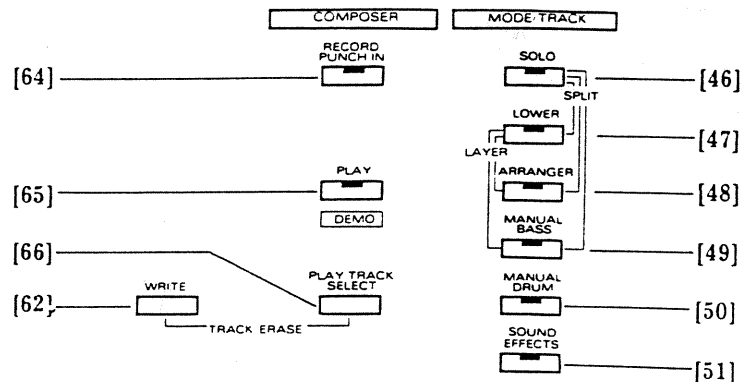 COMPOSER
MODE/TRACK
RECORD
PUNCH IN
SOLO
[64]
[46]
SPLIT
LOWER
[47]
LAYER
PLAY
ARRANGER
[65]
[48]
DEMO
MANUAL
BASS
[66]
[49]
WRITE
PLAY TRACK
SELECT
MANUAL
DRUM
[62]
[50]
TRACK ERASE
SOUND
EFFECTS
[51]